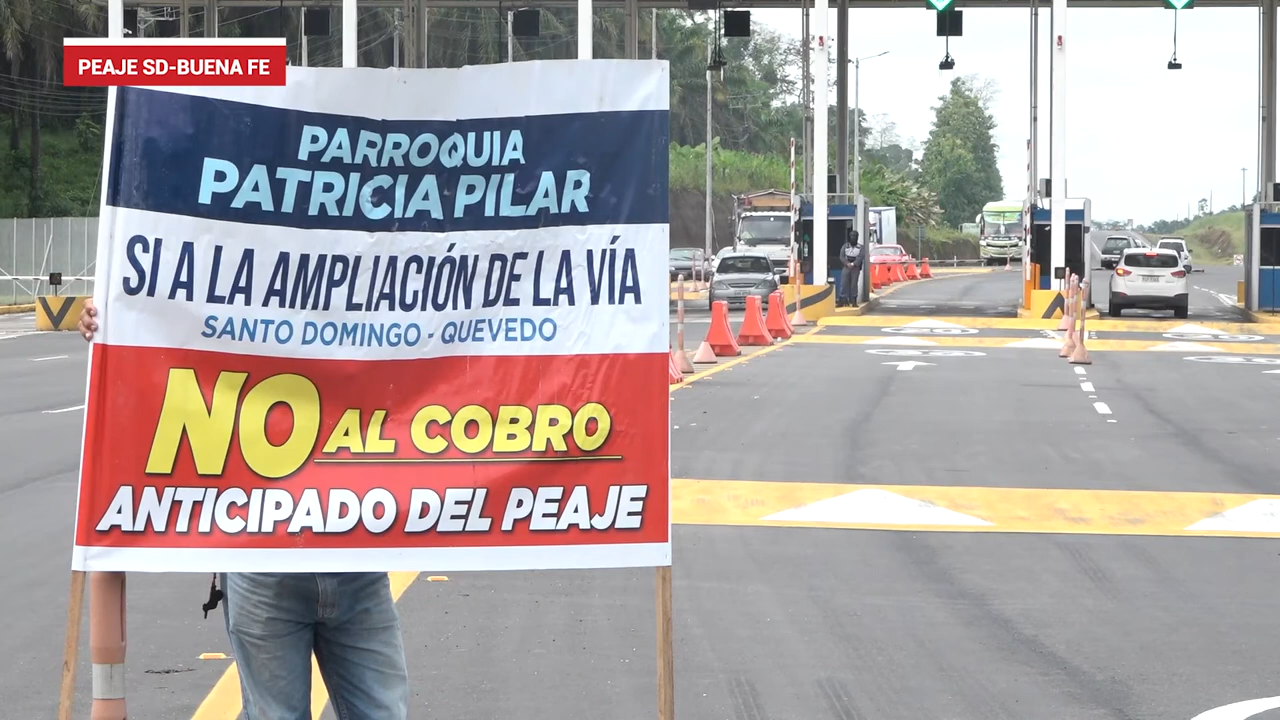 PEAJE SD-BUENA FE
PARROQUIA
PATRICIA PILAR
SI A LA AMPLIACIÓN DE LA VÍA
SANTO DOMINGO - QUEVEDO
NO AL COBRO
ANTICIPADO DEL PEAJE